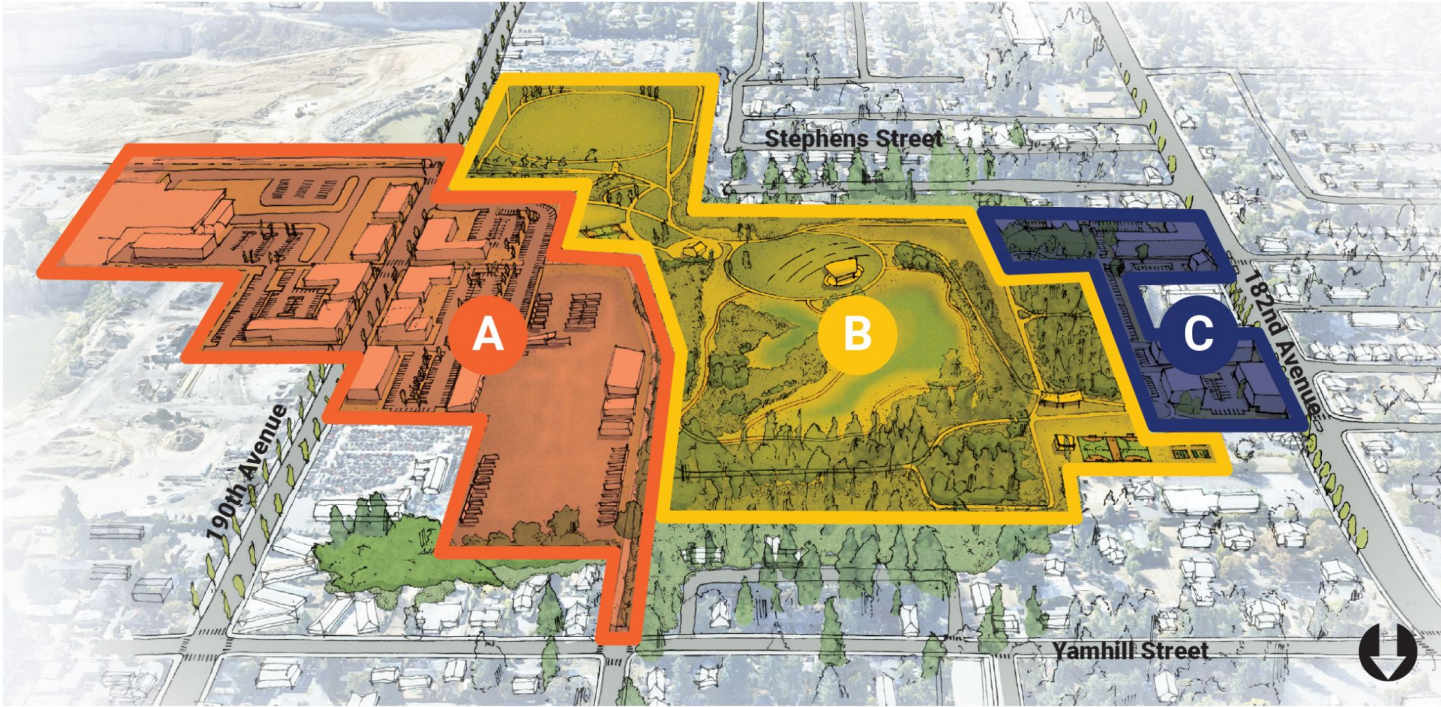 Stephens Street
A
B
C
182nd Avenue
190th Avenue
Yamhill Street